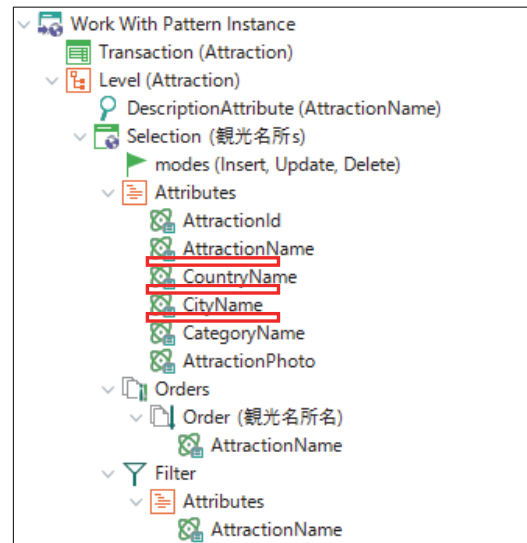 Work With Pattern Instance
Transaction (Attraction)
Level (Attraction)
DescriptionAttribute (AttractionName)
Selection (観光名所s)
modes (Insert, Update, Delete)
Attributes
AttractionId
AttractionName
CountryName
CityName
CategoryName
AttractionPhoto
Orders
Order (観光名所名)
AttractionName
Filter
Attributes
AttractionName